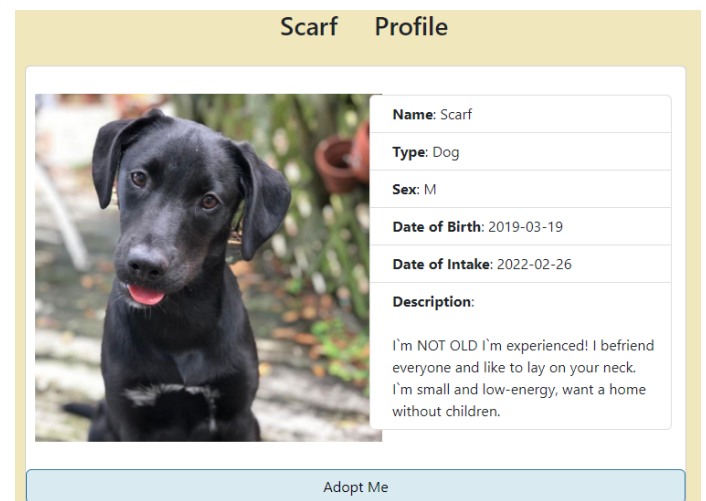 Scarf Profile
Name: Scarf
Type: Dog
Sex: M
Date of Birth: 2019-03-19
Date of Intake: 2022-02-26
Description:
I`m NOT OLD I`m experienced! I befriend
everyone and like to lay on your neck.
I`m small and low-energy, want a home
without children.
Adopt Me